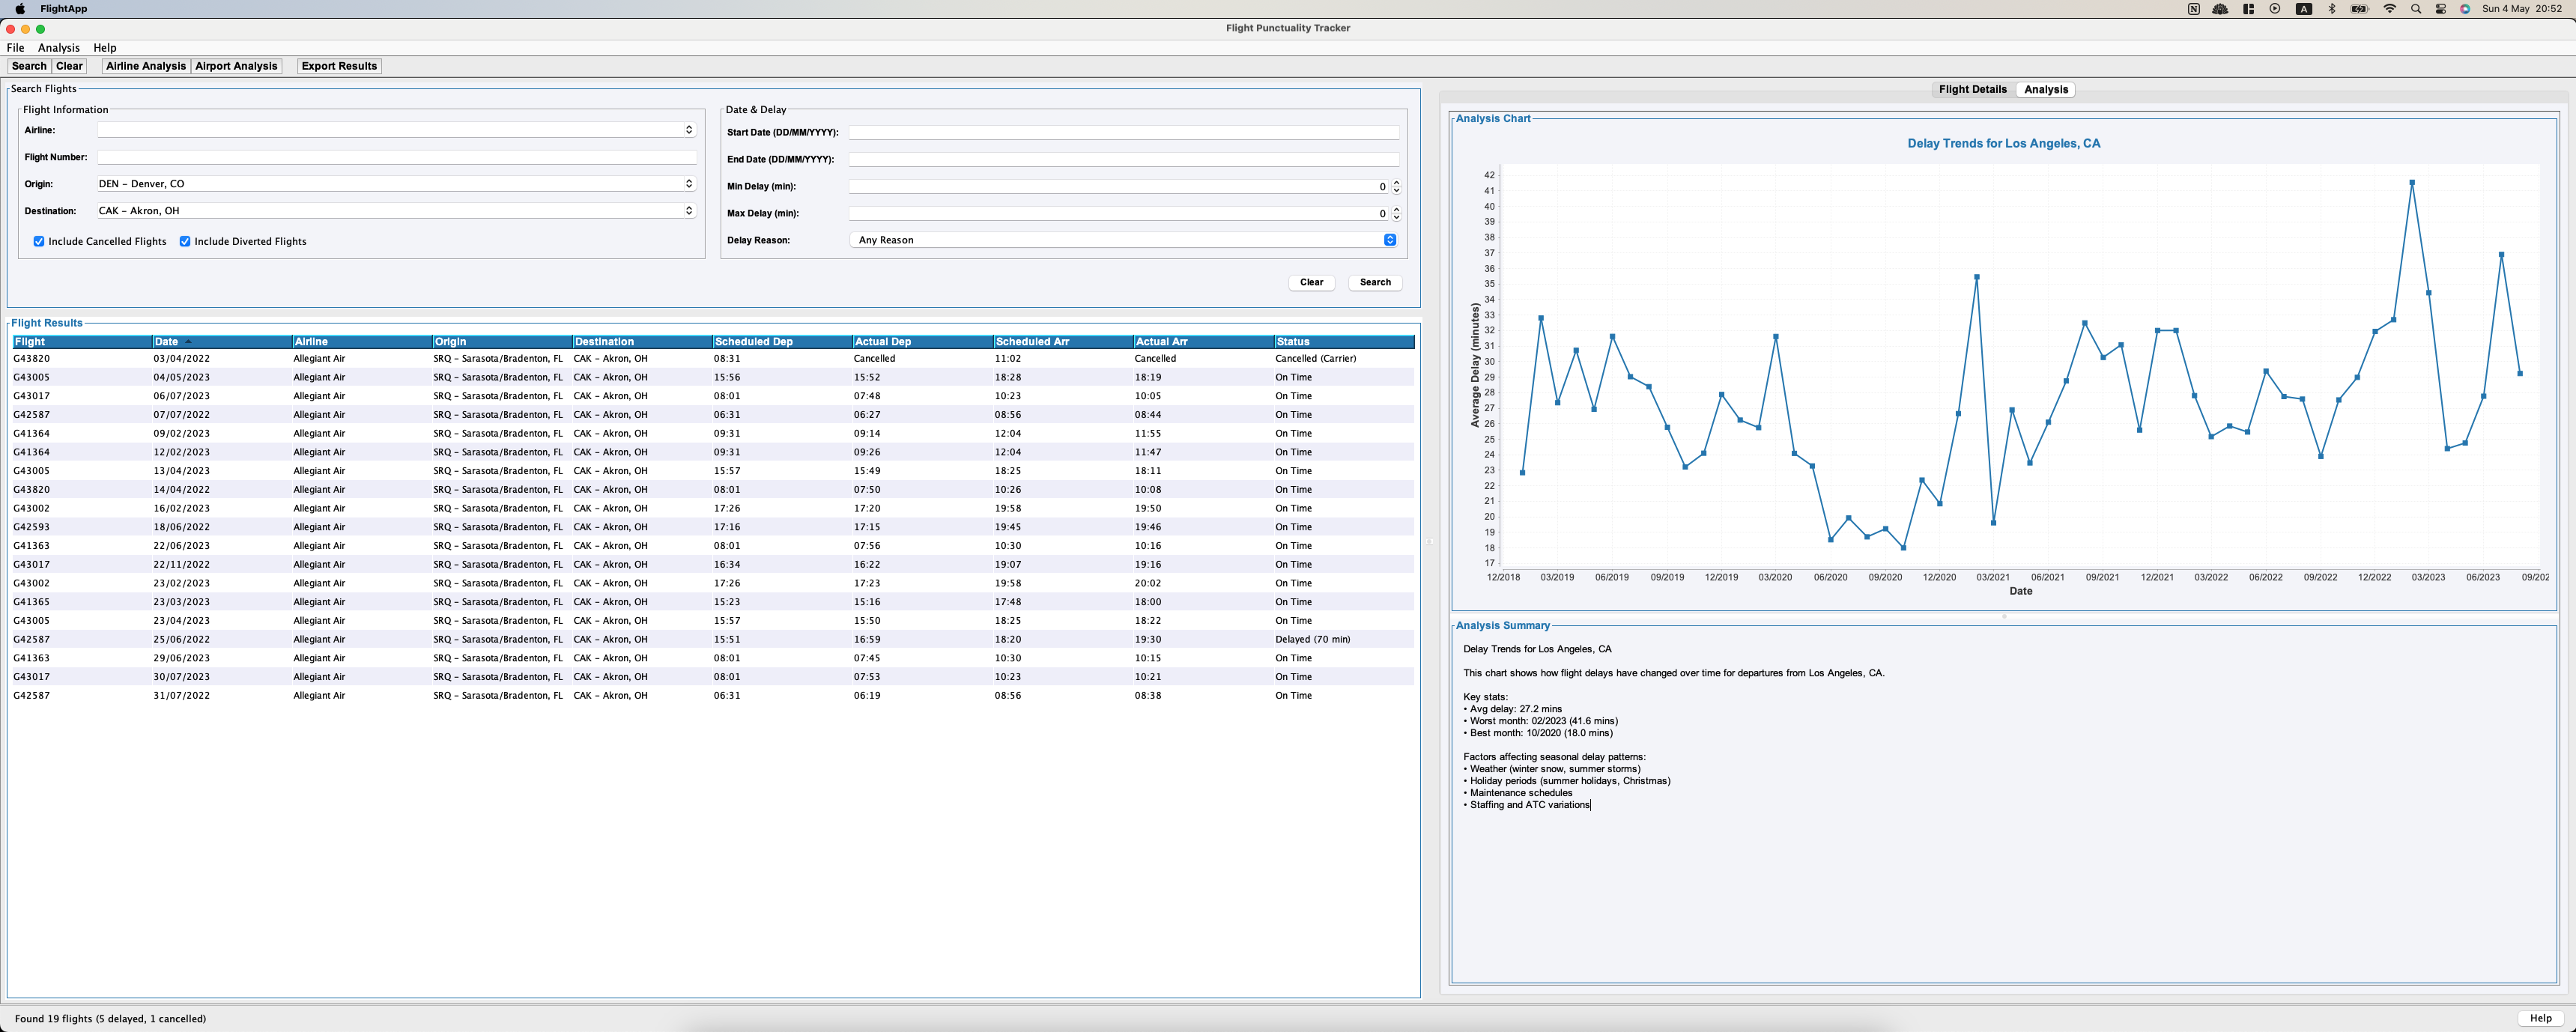 FlightApp
N A Sun 4 May 20:52
Flight Punctuality Tracker
File Analysis Help
Search Clear Airline Analysis Airport Analysis Export Results
Search Flights
Flight Information
Airline:
Flight Number:
Origin: DEN – Denver, CO
Destination: CAK – Akron, OH
Include Cancelled Flights Include Diverted Flights
Date & Delay
Start Date (DD/MM/YYYY):
End Date (DD/MM/YYYY):
Min Delay (min): 0
Max Delay (min): 0
Delay Reason: Any Reason
Clear Search
Flight Results
Flight Date Airline Origin Destination Scheduled Dep Actual Dep Scheduled Arr Actual Arr Status
G43820 03/04/2022 Allegiant Air SRQ – Sarasota/Bradenton, FL CAK – Akron, OH 08:31 Cancelled 11:02 Cancelled Cancelled (Carrier)
G43005 04/05/2023 Allegiant Air SRQ – Sarasota/Bradenton, FL CAK – Akron, OH 15:56 15:52 18:28 18:19 On Time
G43017 06/07/2023 Allegiant Air SRQ – Sarasota/Bradenton, FL CAK – Akron, OH 08:01 07:48 10:23 10:05 On Time
G42587 07/07/2022 Allegiant Air SRQ – Sarasota/Bradenton, FL CAK – Akron, OH 06:31 06:27 08:56 08:44 On Time
G41364 09/02/2023 Allegiant Air SRQ – Sarasota/Bradenton, FL CAK – Akron, OH 09:31 09:14 12:04 11:55 On Time
G41364 12/02/2023 Allegiant Air SRQ – Sarasota/Bradenton, FL CAK – Akron, OH 09:31 09:26 12:04 11:47 On Time
G43005 13/04/2023 Allegiant Air SRQ – Sarasota/Bradenton, FL CAK – Akron, OH 15:57 15:49 18:25 18:11 On Time
G43820 14/04/2022 Allegiant Air SRQ – Sarasota/Bradenton, FL CAK – Akron, OH 08:01 07:50 10:26 10:08 On Time
G43002 16/02/2023 Allegiant Air SRQ – Sarasota/Bradenton, FL CAK – Akron, OH 17:26 17:20 19:58 19:50 On Time
G42593 18/06/2022 Allegiant Air SRQ – Sarasota/Bradenton, FL CAK – Akron, OH 17:16 17:15 19:45 19:46 On Time
G41363 22/06/2023 Allegiant Air SRQ – Sarasota/Bradenton, FL CAK – Akron, OH 08:01 07:56 10:30 10:16 On Time
G43017 22/11/2022 Allegiant Air SRQ – Sarasota/Bradenton, FL CAK – Akron, OH 16:34 16:22 19:07 19:16 On Time
G43002 23/02/2023 Allegiant Air SRQ – Sarasota/Bradenton, FL CAK – Akron, OH 17:26 17:23 19:58 20:02 On Time
G41365 23/03/2023 Allegiant Air SRQ – Sarasota/Bradenton, FL CAK – Akron, OH 15:23 15:16 17:48 18:00 On Time
G43005 23/04/2023 Allegiant Air SRQ – Sarasota/Bradenton, FL CAK – Akron, OH 15:57 15:50 18:25 18:22 On Time
G42587 25/06/2022 Allegiant Air SRQ – Sarasota/Bradenton, FL CAK – Akron, OH 15:51 16:59 18:20 19:30 Delayed (70 min)
G41363 29/06/2023 Allegiant Air SRQ – Sarasota/Bradenton, FL CAK – Akron, OH 08:01 07:45 10:30 10:15 On Time
G43017 30/07/2023 Allegiant Air SRQ – Sarasota/Bradenton, FL CAK – Akron, OH 08:01 07:53 10:23 10:21 On Time
G42587 31/07/2022 Allegiant Air SRQ – Sarasota/Bradenton, FL CAK – Akron, OH 06:31 06:19 08:56 08:38 On Time
Flight Details Analysis
Analysis Chart
Delay Trends for Los Angeles, CA
Average Delay (minutes)
42
41
40
39
38
37
36
35
34
33
32
31
30
29
28
27
26
25
24
23
22
21
20
19
18
17
12/2018 03/2019 06/2019 09/2019 12/2019 03/2020 06/2020 09/2020 12/2020 03/2021 06/2021 09/2021 12/2021 03/2022 06/2022 09/2022 12/2022 03/2023 06/2023 09/202
Date
Analysis Summary
Delay Trends for Los Angeles, CA
This chart shows how flight delays have changed over time for departures from Los Angeles, CA.
Key stats:
• Avg delay: 27.2 mins
• Worst month: 02/2023 (41.6 mins)
• Best month: 10/2020 (18.0 mins)
Factors affecting seasonal delay patterns:
• Weather (winter snow, summer storms)
• Holiday periods (summer holidays, Christmas)
• Maintenance schedules
• Staffing and ATC variations
Found 19 flights (5 delayed, 1 cancelled)
Help